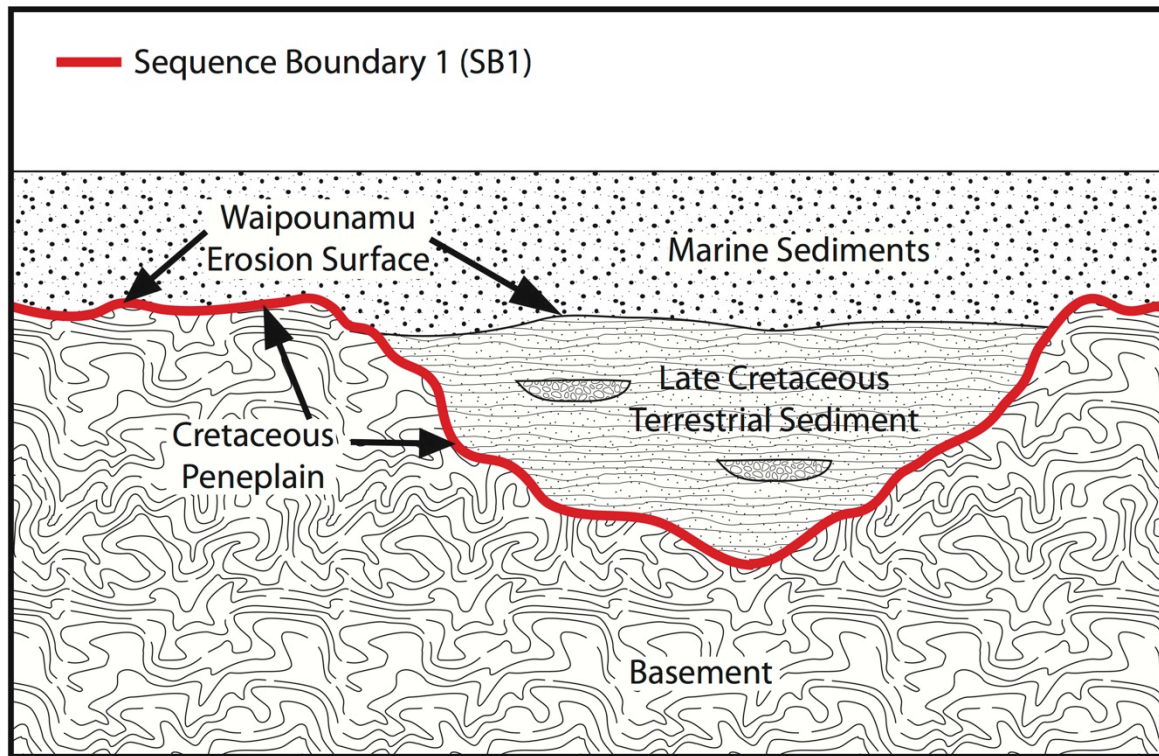 Sequence Boundary 1 (SB1)
Waipounamu
Erosion Surface
Marine Sediments
Late Cretaceous
Terrestrial Sediment
Cretaceous
Peneplain
Basement